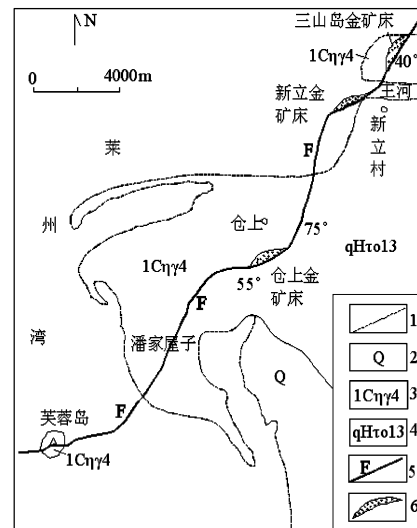 N
三山岛金矿床
1Cηγ4
40°
0 4000m
王河
新立金
矿床
新立村
F
莱
州
湾
仓上
75°
qHτo13
1Cηγ4
仓上金
矿床
55°
F
潘家屋子
Q
F
芙蓉岛
1Cηγ4
1
Q 2
1Cηγ4 3
qHτo13 4
F 5
6